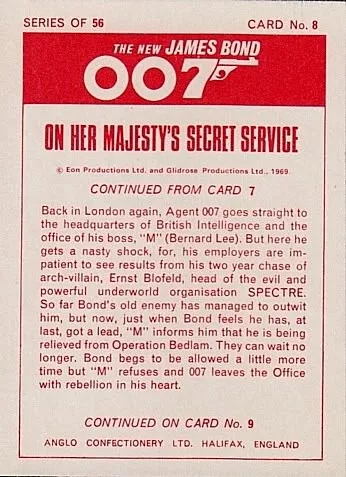 SERIES OF 56 CARD No. 8
THE NEW JAMES BOND
007
ON HER MAJESTY'S SECRET SERVICE
© Eon Productions Ltd. and Glidrose Productions Ltd., 1969
CONTINUED FROM CARD 7
Back in London again, Agent 007 goes straight to
the headquarters of British Intelligence and the
office of his boss, "M" (Bernard Lee). But here he
gets a nasty shock, for, his employers are im-
patient to see results from his two year chase of
arch-villain, Ernst Blofeld, head of the evil and
powerful underworld organisation SPECTRE.
So far Bond's old enemy has managed to outwit
him, but now, just when Bond feels he has, at
last, got a lead, "M" informs him that he is being
relieved from Operation Bedlam. They can wait no
longer. Bond begs to be allowed a little more
time but "M" refuses and 007 leaves the Office
with rebellion in his heart.
CONTINUED ON CARD No. 9
ANGLO CONFECTIONERY LTD. HALIFAX, ENGLAND